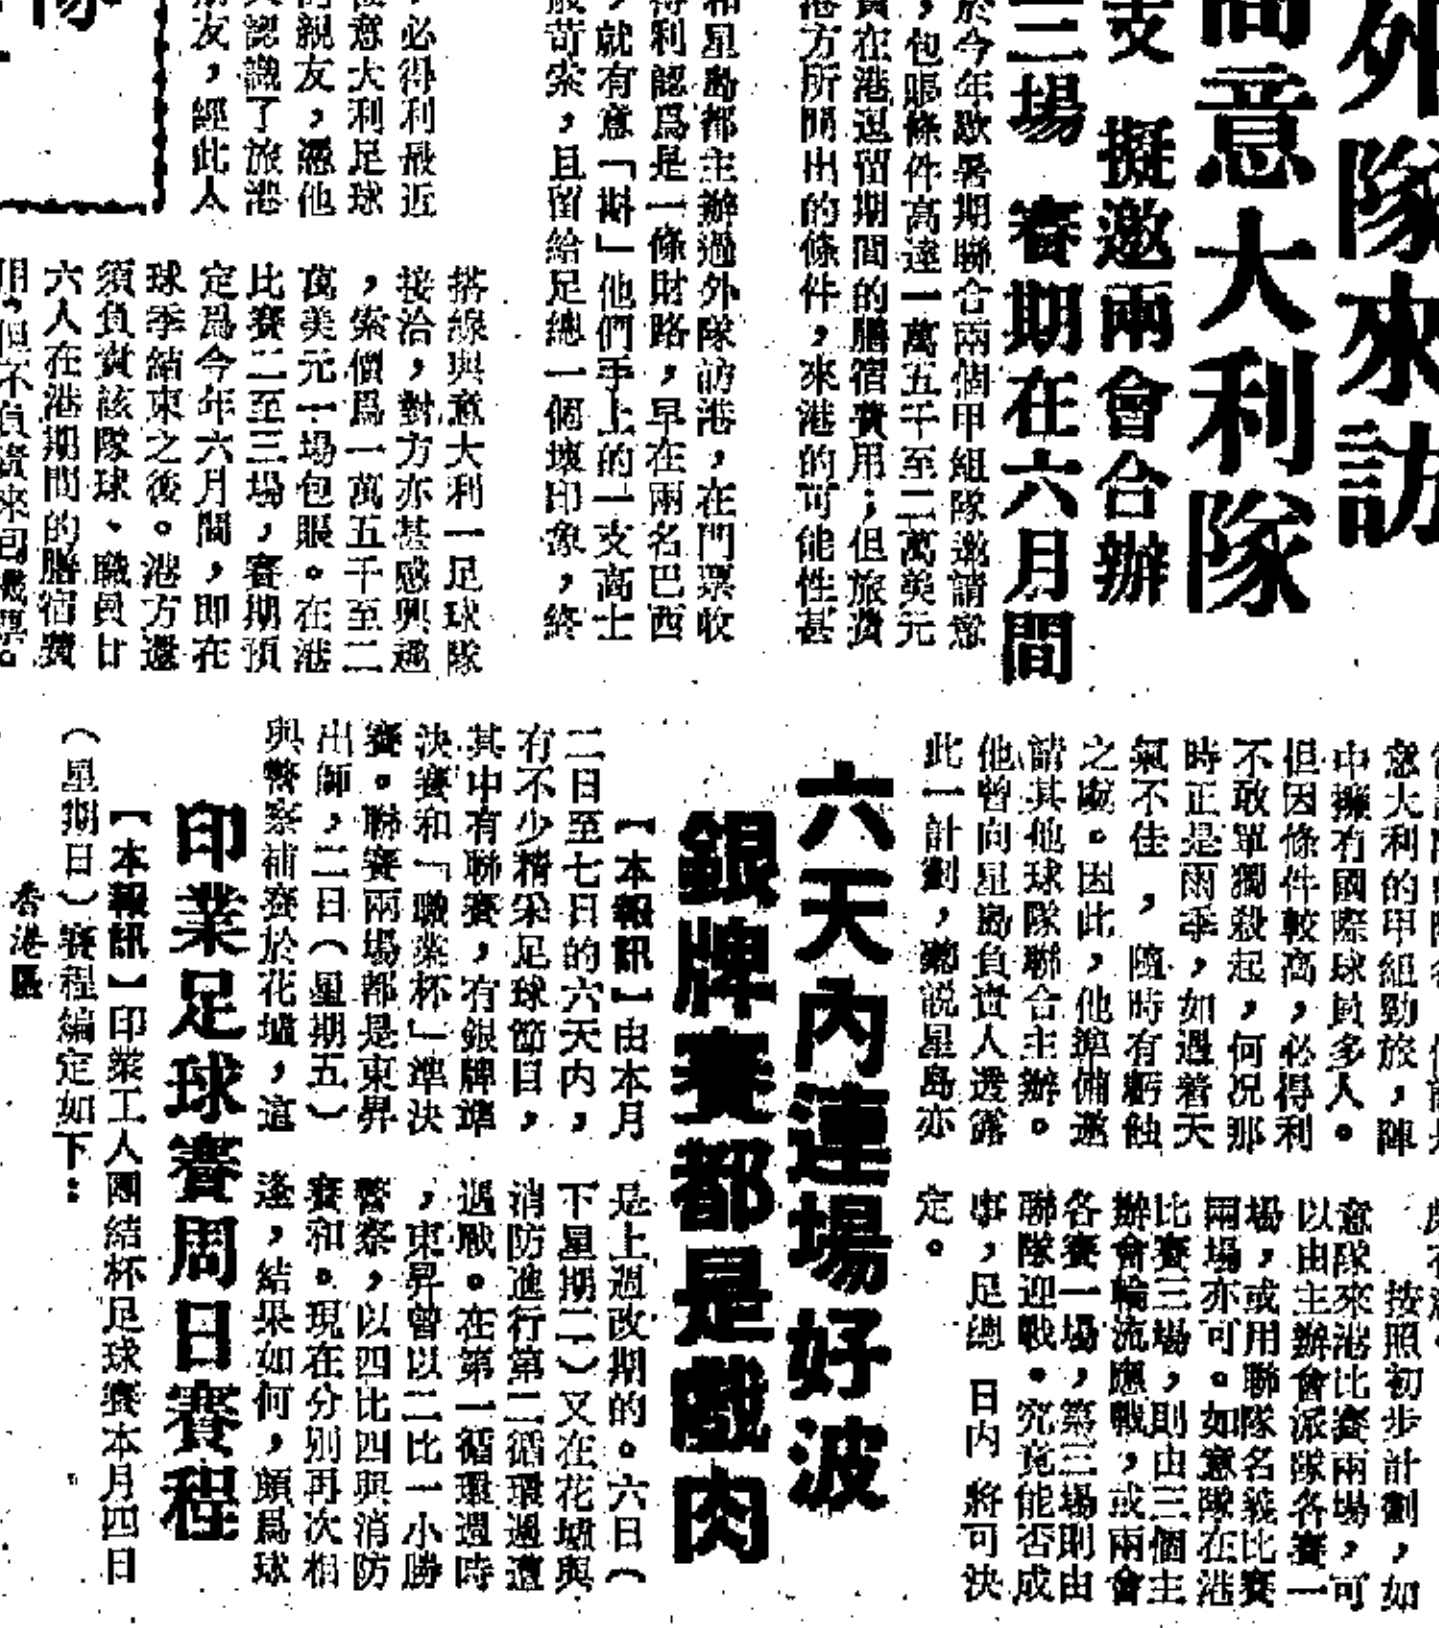 外隊來訪
商意大利隊
支 擬邀兩會合辦
三場 賽期在六月間
於今年歇暑期聯合兩個甲組隊邀請意
，包賬條件高達一萬五千至二萬美元
責在港逗留期間的膳宿費用；但旅費
港方所開出的條件，來港的可能性甚
和星島都主辦過外隊訪港，在門票收
得利認爲是一條財路，早在兩名巴西
，就有意「斟」他們手上的一支高士
般苦索，且留給足總一個壞印象，終
，必得利最近
意大利足球
親友，憑他
認識了旅港
朋友，經此人
搭線與意大利一足球隊
接洽，對方亦甚感興趣
，索價爲一萬五千至二
萬美元一場包賬。在港
比賽二至三場，賽期預
定爲今年六月間，即在
球季結束之後。港方還
須負責該隊球、職員廿
六人在港期間的膳宿費
用，但不負責來回機票。
隊
意大利的甲組勁旅，陣
中擁有國際球員多人。
但因條件較高，必得利
不敢單獨殺起，何況那
時正是雨季，如遇着天
氣不佳，隨時有虧蝕
之虞。因此，他準備邀
請其他球隊聯合主辦。
他曾向星島負責人透露
此一計劃，據說星島亦
按照初步計劃，如
意隊來港比賽兩場，可
以由主辦會派隊各賽一
場，或用聯隊名義比賽
兩場亦可。如意隊在港
比賽三場，則由三個主
辦會輪流應戰，或兩會
各賽一場，第三場則由
聯隊迎戰。究竟能否成
事，足總 日內 將可決
定。
六天內連場好波
銀牌賽都是戲肉
【本報訊】由本月
二日至七日的六天内，
有不少精采足球節目，
其中有聯賽，有銀牌準
決賽和「職業杯」準決
賽。聯賽兩場都是東昇
出師，二日（星期五）
與警察補賽於花墟，這
是上週改期的。六日（
下星期二）又在花墟與
消防進行第二循環週遭
遇戰。在第一循環週時
，東昇曾以二比一小勝
警察，以四比四與消防
賽和。現在分別再次相
逢，結果如何，頗爲球
印業足球賽周日賽程
【本報訊】印業工人團結杯足球賽本月四日
（星期日）賽程編定如下：
香港區